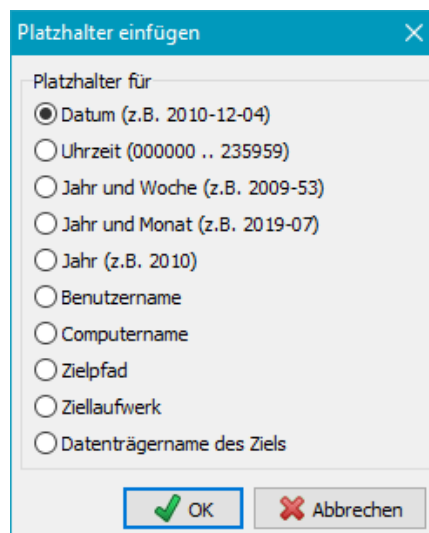 Platzhalter einfügen
Platzhalter für
Datum (z.B. 2010-12-04)
Uhrzeit (000000 .. 235959)
Jahr und Woche (z.B. 2009-53)
Jahr und Monat (z.B. 2019-07)
Jahr (z.B. 2010)
Benutzername
Computername
Zielpfad
Ziellaufwerk
Datenträgername des Ziels
OK Abbrechen